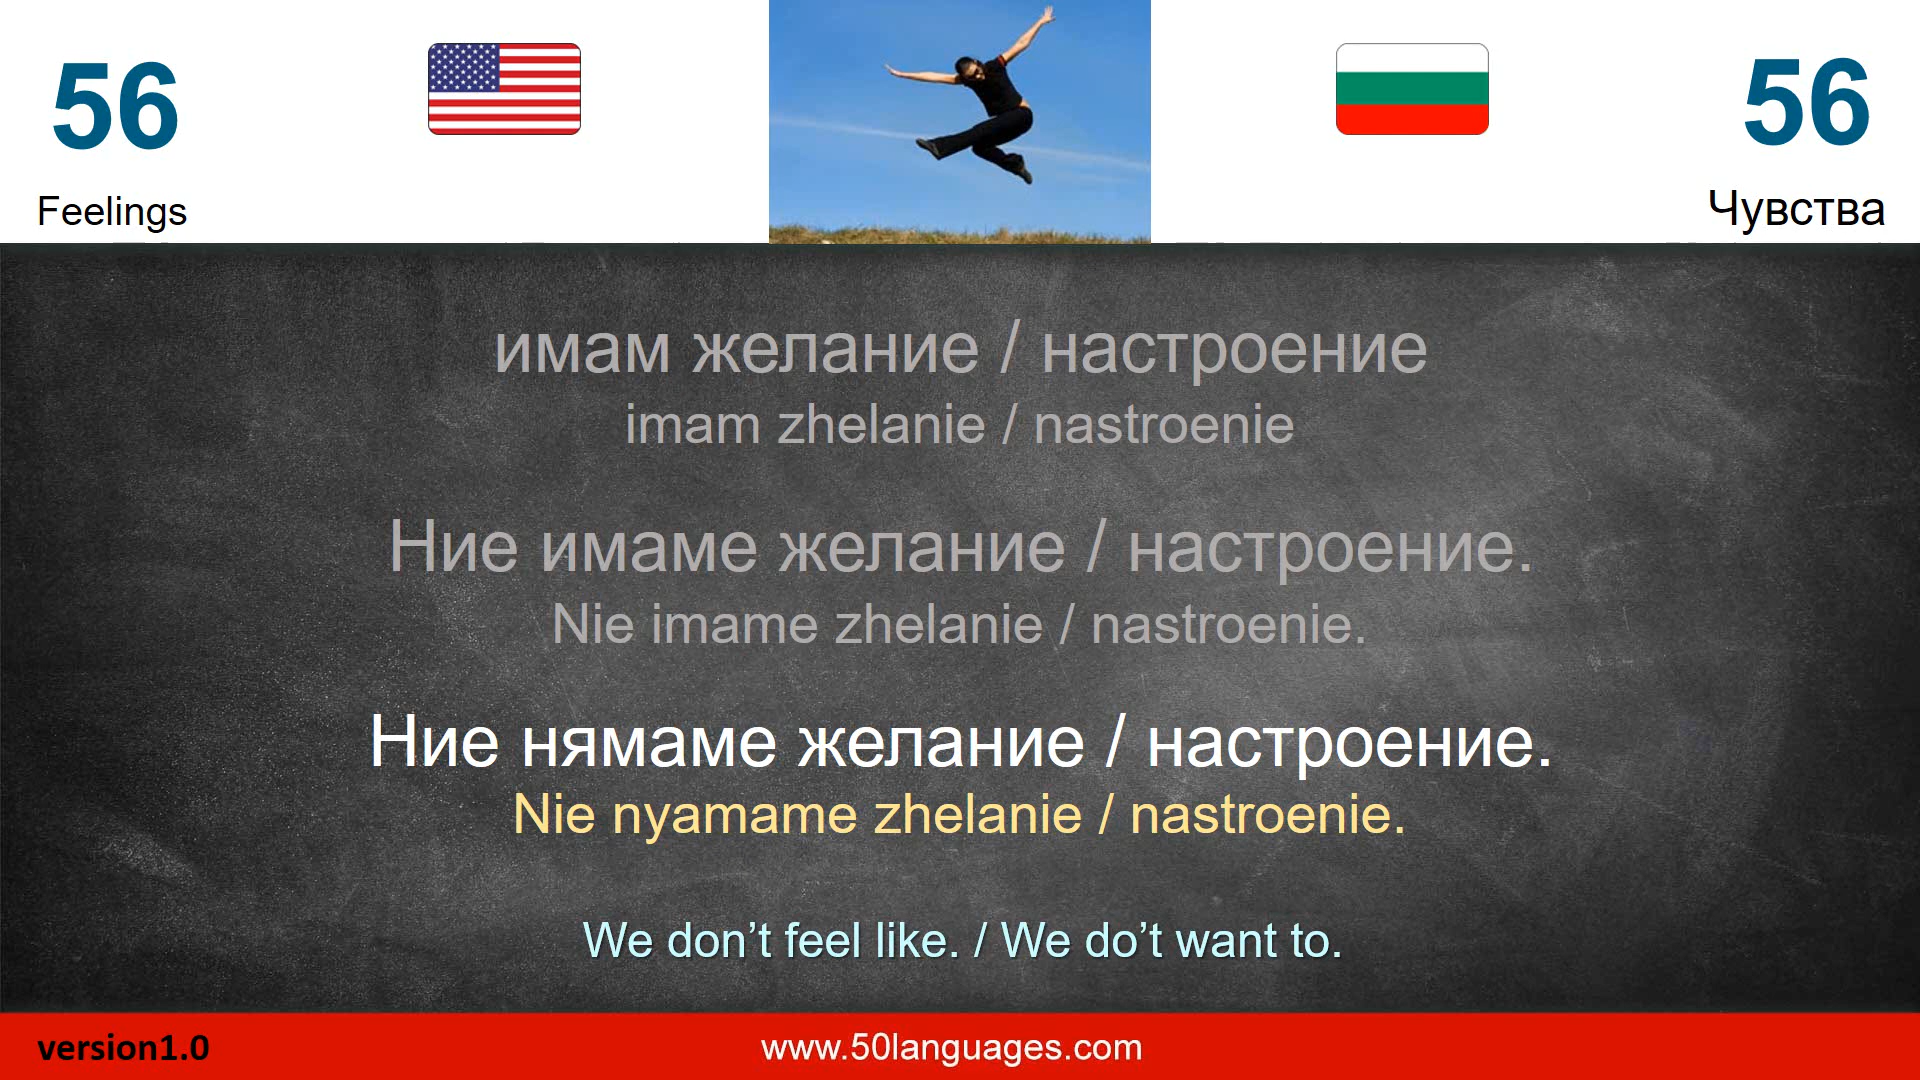 56
56
Feelings
Чувства
имам желание / настроение
imam zhelanie / nastroenie
Ние имаме желание / настроение.
Nie imame zhelanie / nastroenie.
Ние нямаме желание / настроение.
Nie nyamame zhelanie / nastroenie.
We don’t feel like. / We do’t want to.
version1.0
www.50languages.com